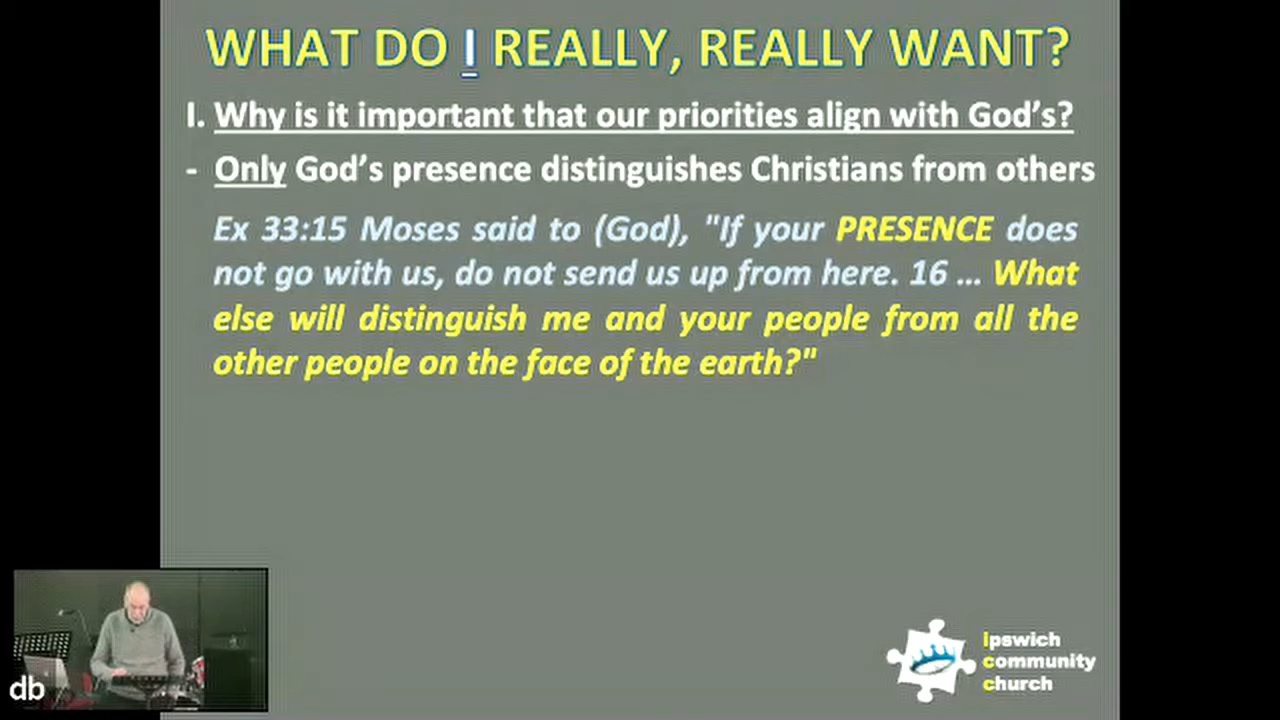 WHAT DO I REALLY, REALLY WANT?
I. Why is it important that our priorities align with God's?
- Only God's presence distinguishes Christians from others
Ex 33:15 Moses said to (God), "If your PRESENCE does
not go with us, do not send us up from here. 16 ... What
else will distinguish me and your people from all the
other people on the face of the earth?"
db
Ipswich
community
church